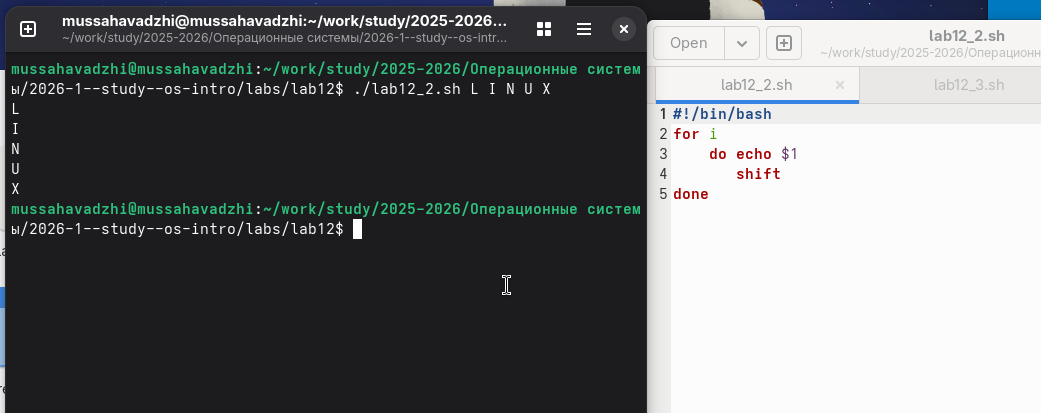 mussahavadzhi@mussahavadzhi:~/work/study/2025-2026...
~/work/study/2025-2026/Операционные системы/2026-1--study--os-intr...
mussahavadzhi@mussahavadzhi:~/work/study/2025-2026/Операционные систем
ы/2026-1--study--os-intro/labs/lab12$ ./lab12_2.sh L I N U X
L
I
N
U
X
mussahavadzhi@mussahavadzhi:~/work/study/2025-2026/Операционные систем
ы/2026-1--study--os-intro/labs/lab12$
Open
lab12_2.sh
~/work/study/2025-2026/Операционн
lab12_2.sh
lab12_3.sh
1 #!/bin/bash
2 for i
3     do echo $1
4        shift
5 done